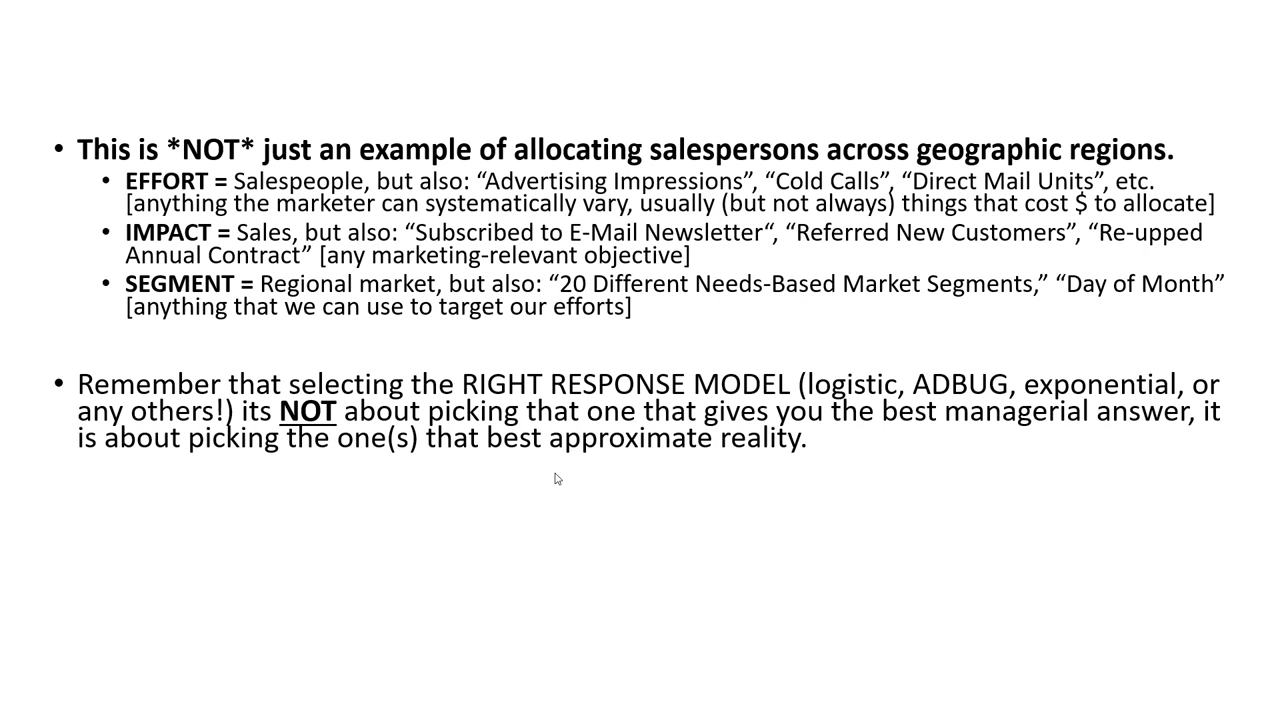 • This is *NOT* just an example of allocating salespersons across geographic regions.
• EFFORT = Salespeople, but also: “Advertising Impressions”, “Cold Calls”, “Direct Mail Units”, etc.
[anything the marketer can systematically vary, usually (but not always) things that cost $ to allocate]
• IMPACT = Sales, but also: “Subscribed to E-Mail Newsletter“, “Referred New Customers”, “Re-upped
Annual Contract” [any marketing-relevant objective]
• SEGMENT = Regional market, but also: “20 Different Needs-Based Market Segments,” “Day of Month”
[anything that we can use to target our efforts]
• Remember that selecting the RIGHT RESPONSE MODEL (logistic, ADBUG, exponential, or
any others!) its NOT about picking that one that gives you the best managerial answer, it
is about picking the one(s) that best approximate reality.